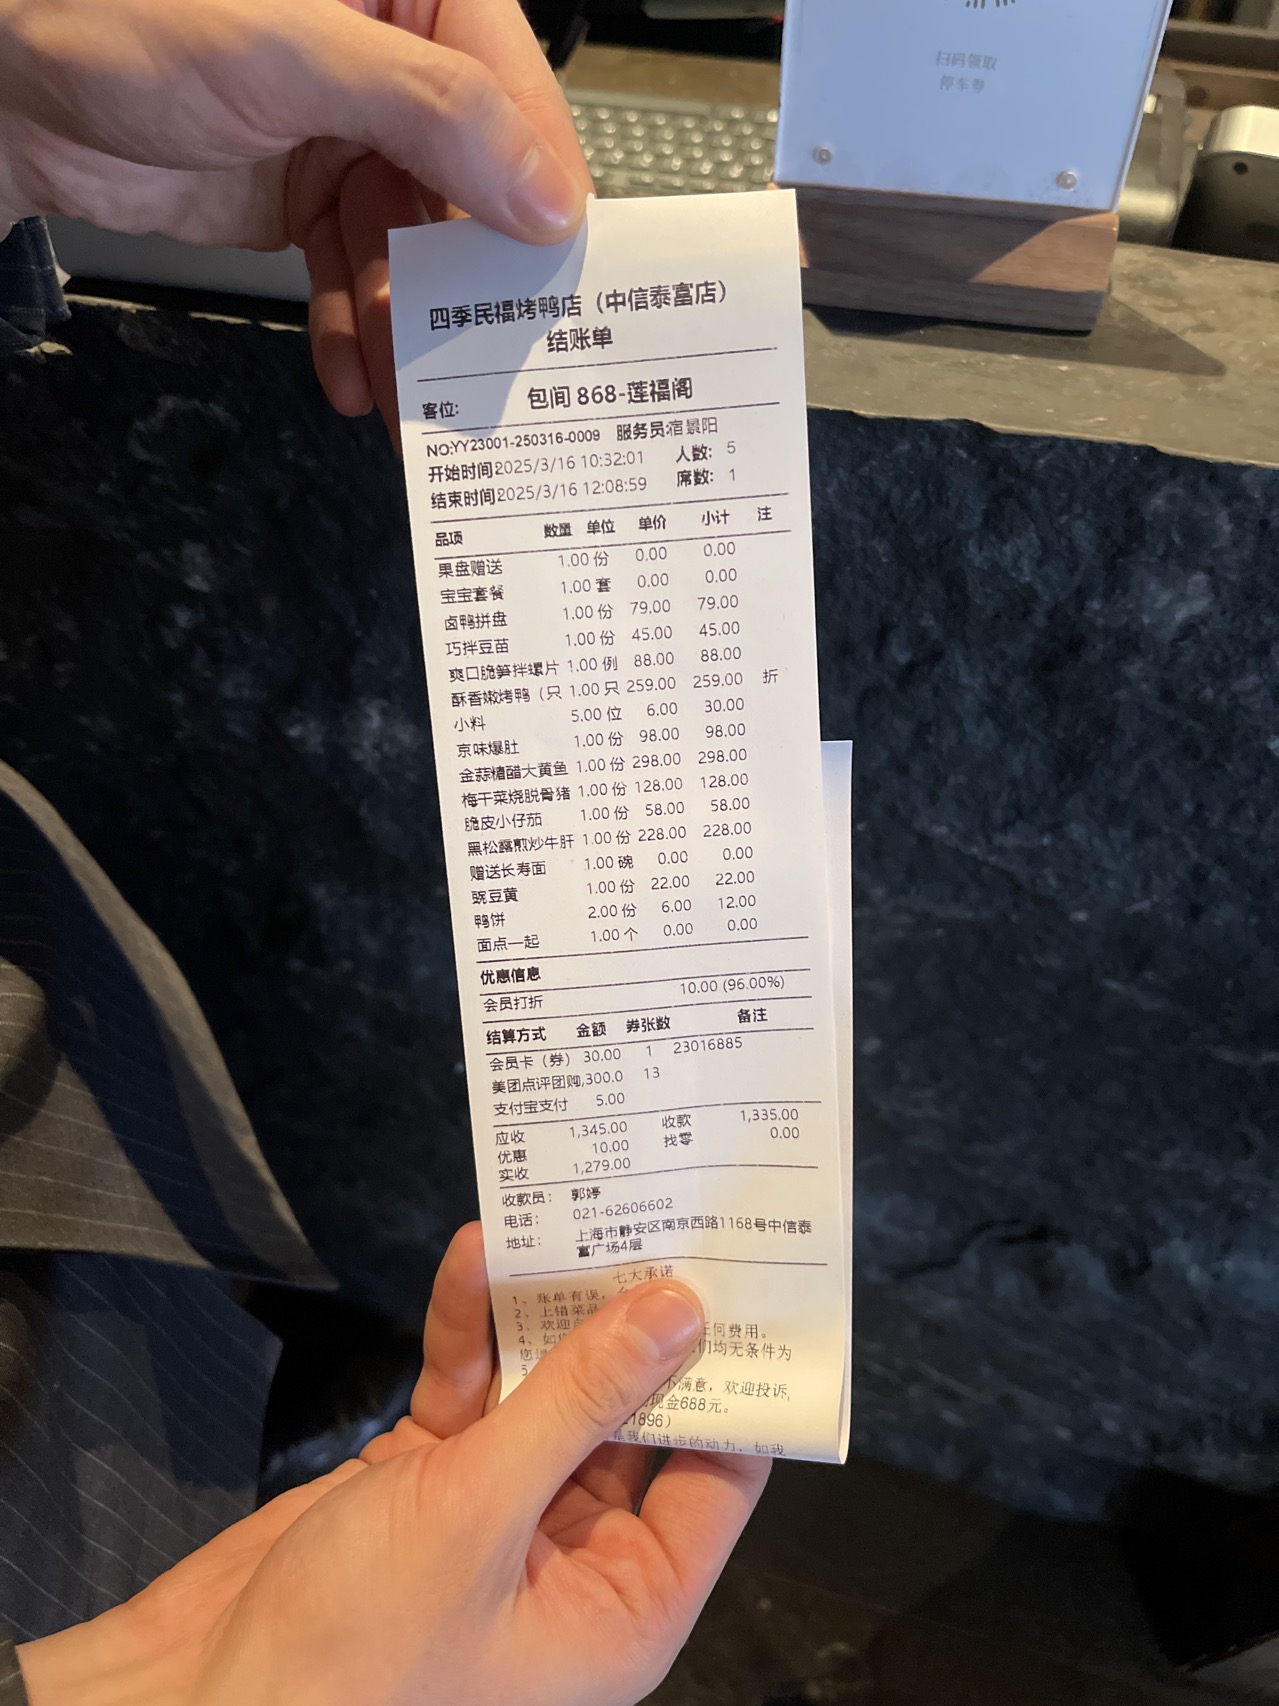 扫码领取
停车券
四季民福烤鸭店（中信泰富店）
结账单
客位: 包间 868-莲福阁
NO:YY23001-250316-0009 服务员:宿景阳
开始时间2025/3/16 10:32:01 人数: 5
结束时间2025/3/16 12:08:59 席数: 1
品项 数量 单位 单价 小计 注
果盘赠送 1.00 份 0.00 0.00
宝宝套餐 1.00 套 0.00 0.00
卤鸭拼盘 1.00 份 79.00 79.00
巧拌豆苗 1.00 份 45.00 45.00
爽口脆笋拌螺片 1.00 例 88.00 88.00
酥香嫩烤鸭（只 1.00 只 259.00 259.00 折
小料 5.00 位 6.00 30.00
京味爆肚 1.00 份 98.00 98.00
金蒜糖醋大黄鱼 1.00 份 298.00 298.00
梅干菜烧脱骨猪 1.00 份 128.00 128.00
脆皮小仔茄 1.00 份 58.00 58.00
黑松露煎炒牛肝 1.00 份 228.00 228.00
赠送长寿面 1.00 碗 0.00 0.00
豌豆黄 1.00 份 22.00 22.00
鸭饼 2.00 份 6.00 12.00
面点一起 1.00 个 0.00 0.00
优惠信息
会员打折 10.00 (96.00%)
结算方式 金额 券张数 备注
会员卡（券） 30.00 1 23016885
美团点评团购,300.0 13
支付宝支付 5.00
应收 1,345.00 收款 1,335.00
优惠 10.00 找零 0.00
实收 1,279.00
收款员: 郭婷
电话: 021-62606602
地址: 上海市静安区南京西路1168号中信泰
富广场4层
七大承诺
1、账单有误，
2、上错菜品
3、欢迎 任何费用。
4、如您 们均无条件为
您
5 不满意，欢迎投诉,
现金688元。
1896）
是我们进步的动力，如我